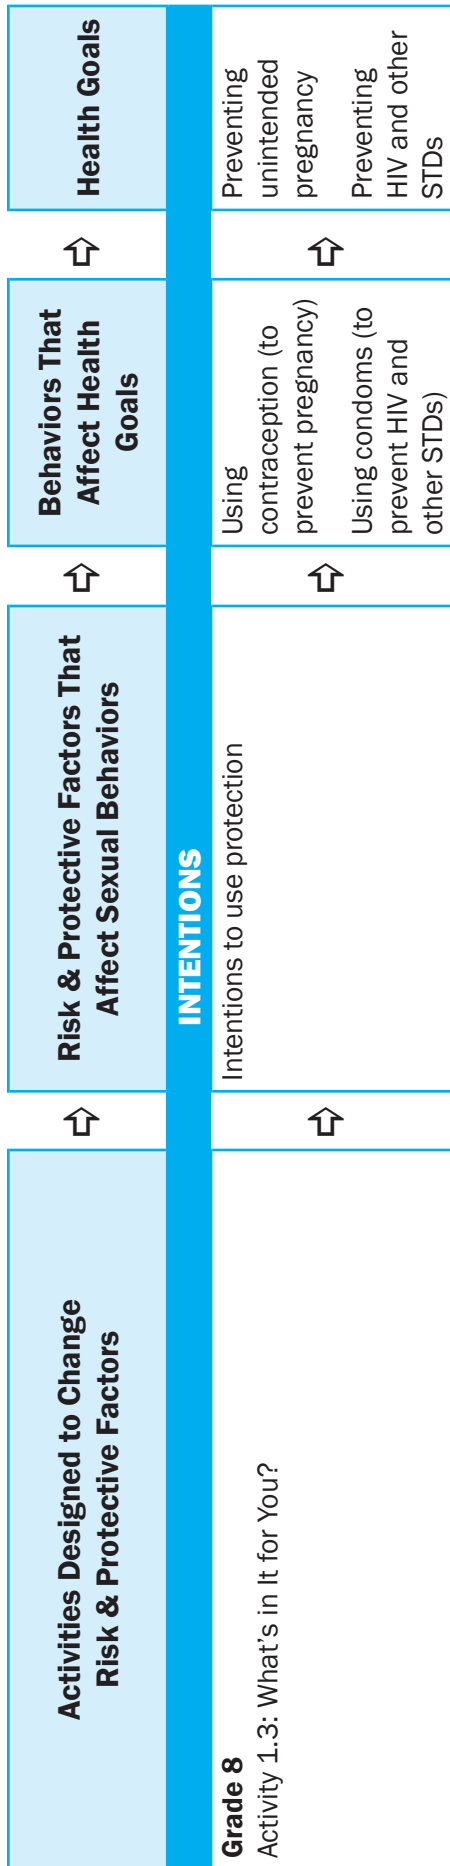 Activities Designed to Change
Risk & Protective Factors
Risk & Protective Factors That
Affect Sexual Behaviors
Behaviors That
Affect Health
Goals
Health Goals
INTENTIONS
Grade 8
Activity 1.3: What’s in It for You?
Intentions to use protection
Using
contraception (to
prevent pregnancy)
Using condoms (to
prevent HIV and
other STDs)
Preventing
unintended
pregnancy
Preventing
HIV and other
STDs